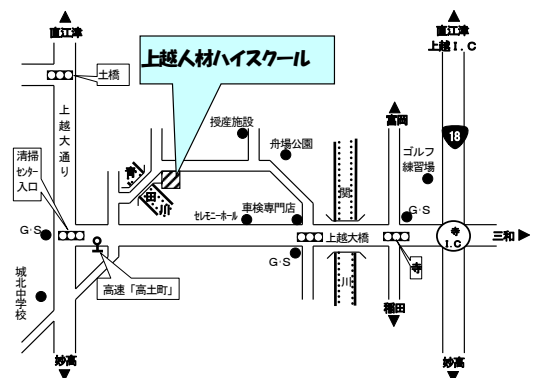 直江津
直江津
上越I.C
上越人材ハイスクール
土橋
上越大通り
授産施設
舟場公園
富岡
18
ゴルフ
練習場
清掃
センター
入口
関
川
G·S
セレモニーホール
車検専門店
G·S
上越大橋
G·S
寺
寺
I.C
三和
高速「高土町」
城北中学校
稲田
妙高
妙高